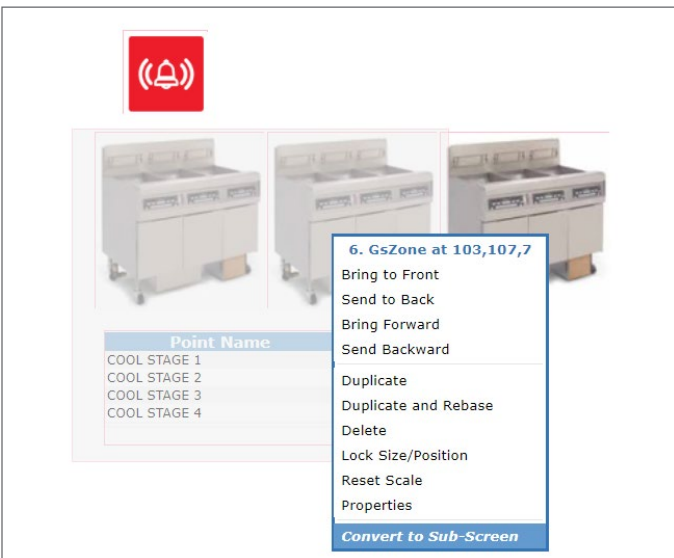 Point Name
COOL STAGE 1
COOL STAGE 2
COOL STAGE 3
COOL STAGE 4
6. GsZone at 103,107,7
Bring to Front
Send to Back
Bring Forward
Send Backward
Duplicate
Duplicate and Rebase
Delete
Lock Size/Position
Reset Scale
Properties
Convert to Sub-Screen